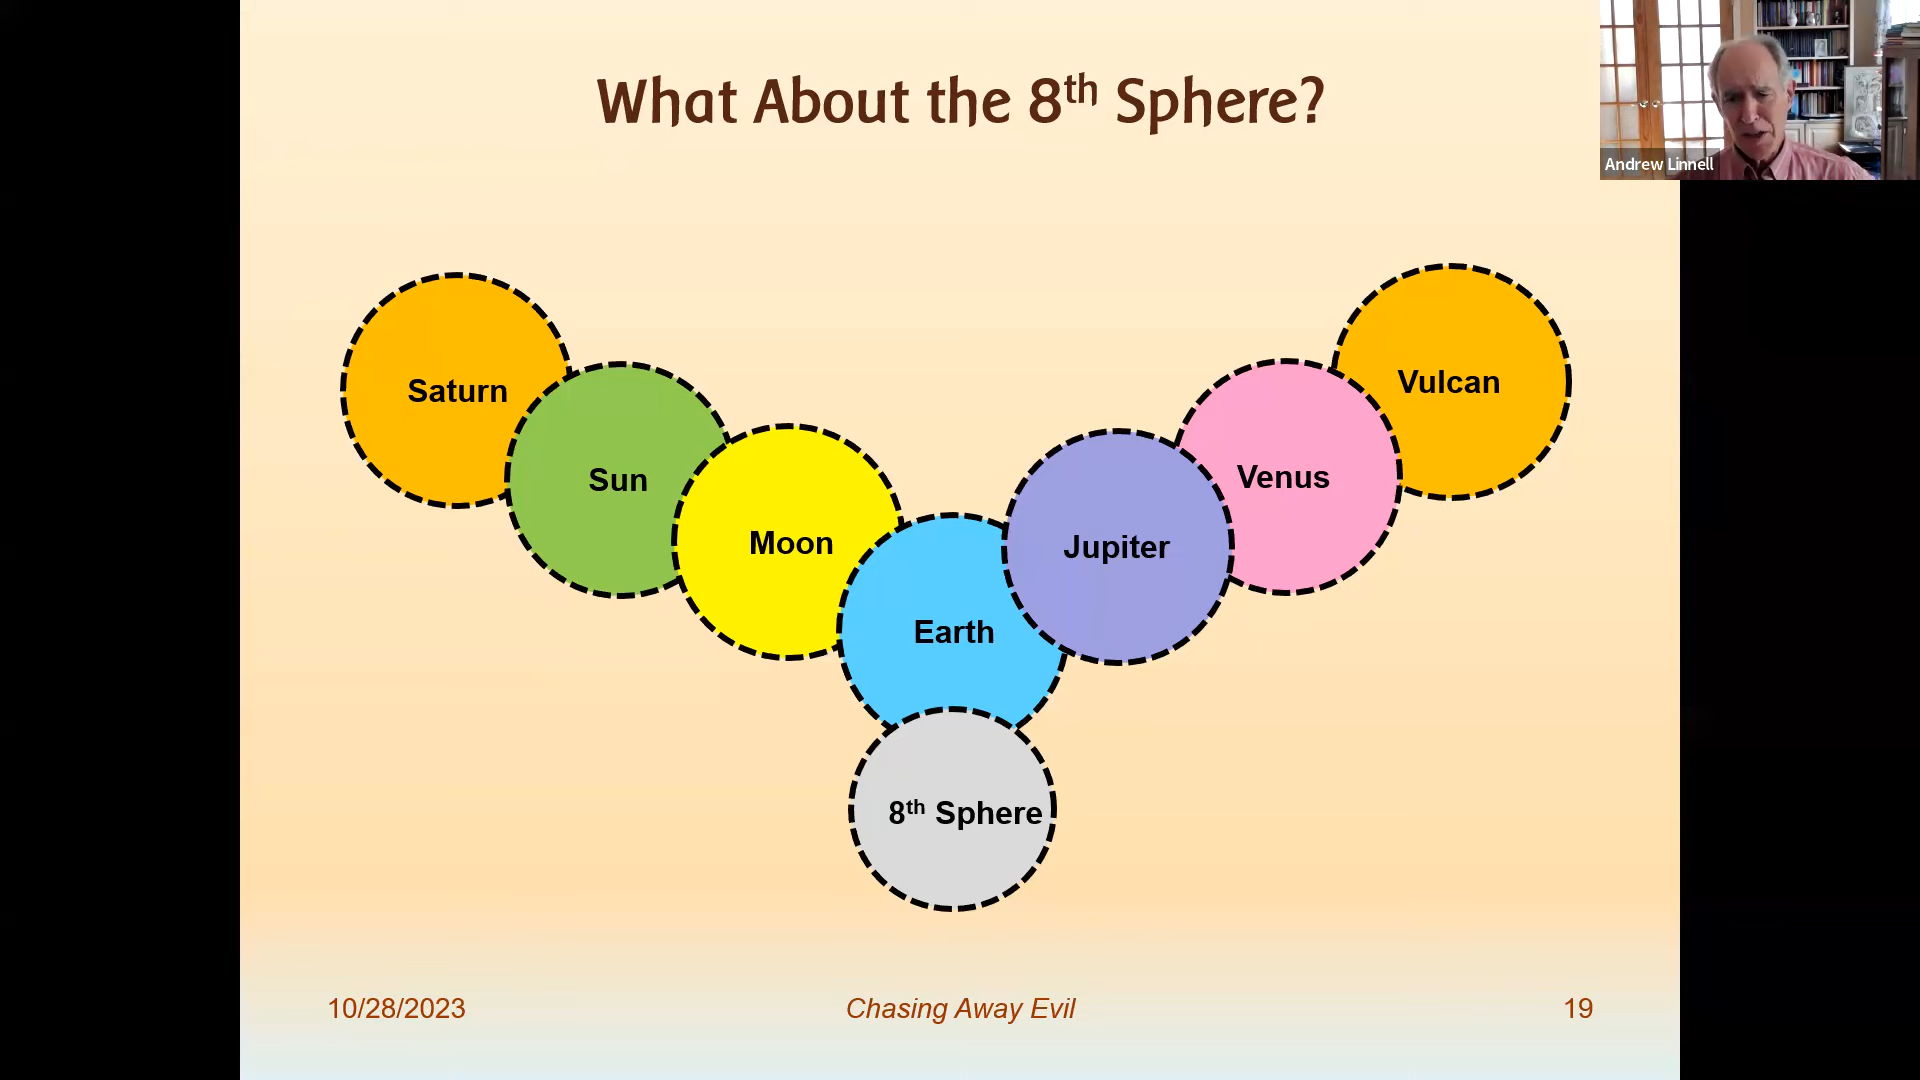 What About the 8th Sphere?
Andrew Linnell
Saturn
Sun
Moon
Earth
Jupiter
Venus
Vulcan
8th Sphere
10/28/2023
Chasing Away Evil
19